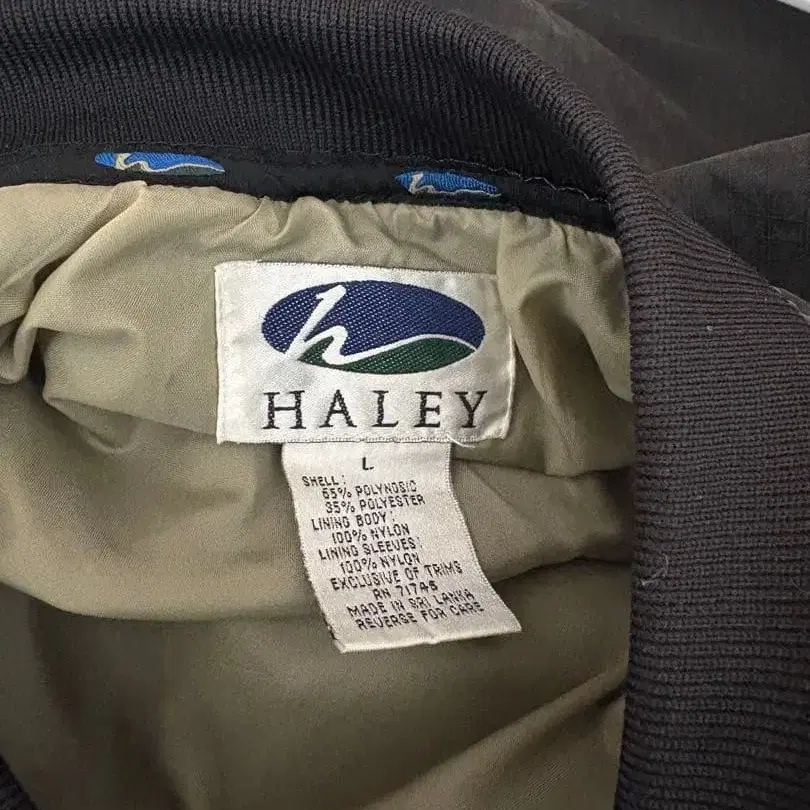 h
HALEY
L
SHELL:
65% POLYNOSIC
35% POLYESTER
LINING BODY:
100% NYLON
LINING SLEEVES:
100% NYLON
EXCLUSIVE OF TRIMS
RN 71745
MADE IN SRI LANKA
REVERSE FOR CARE